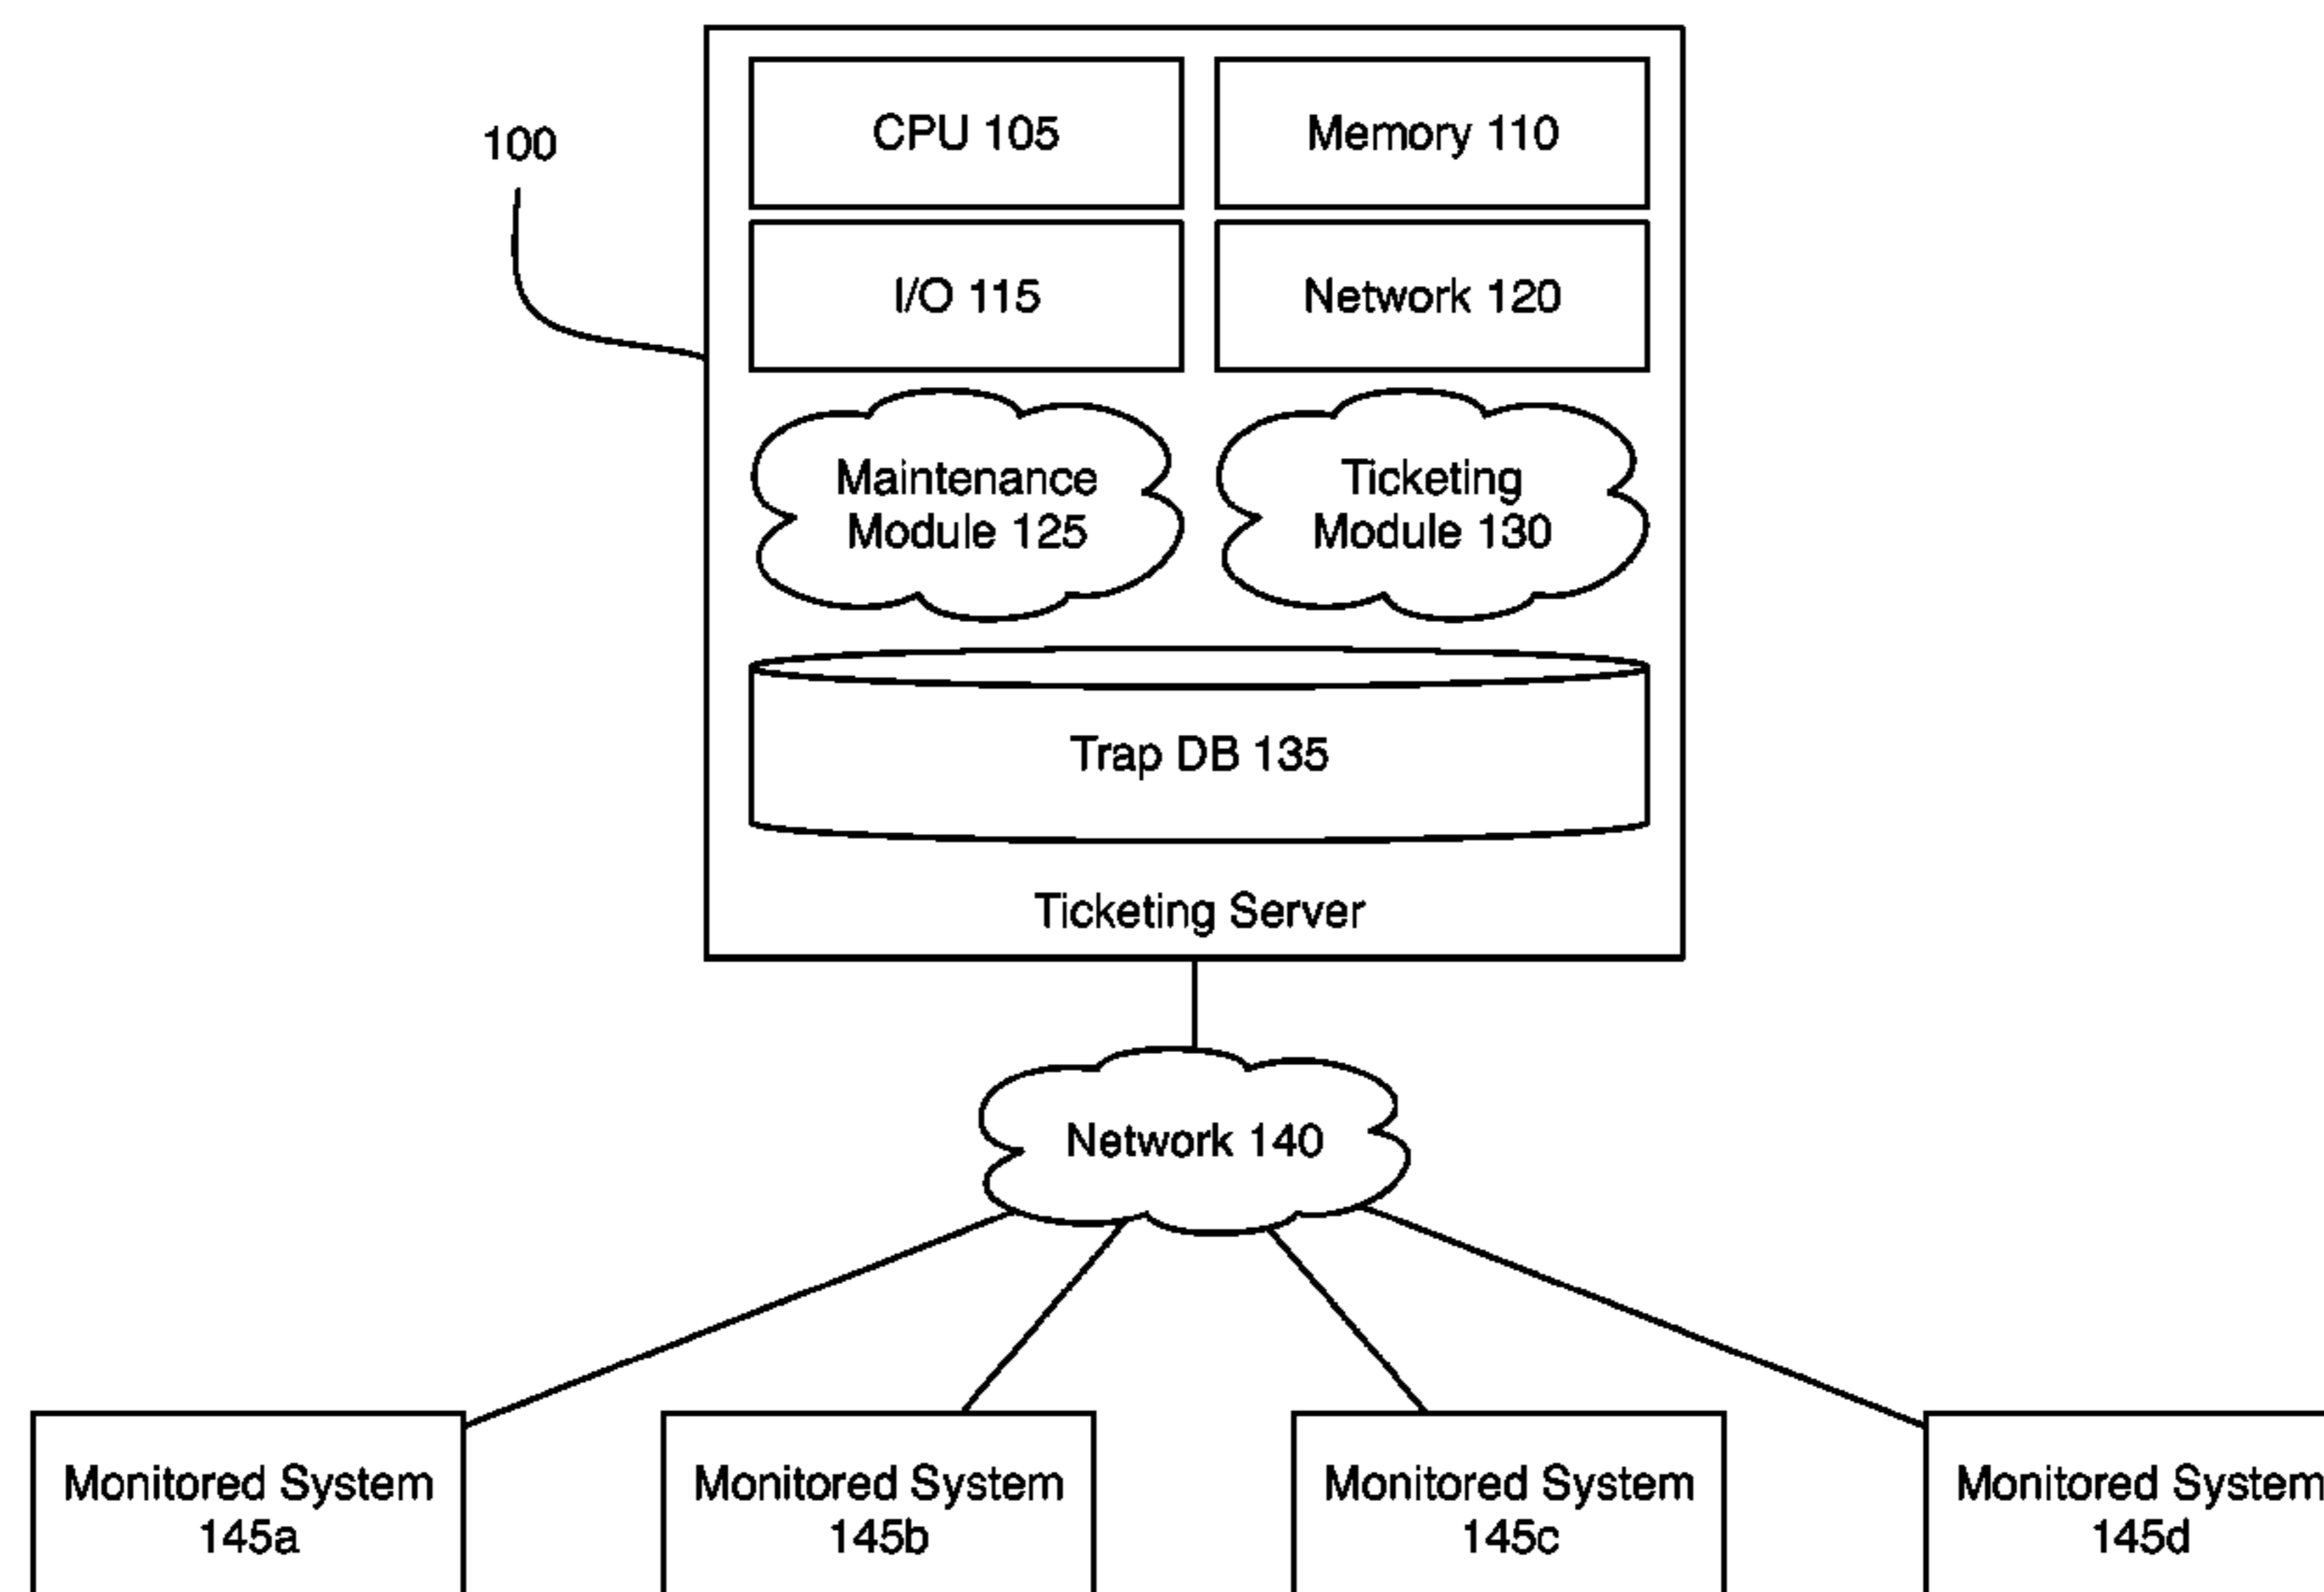 100
CPU 105
Memory 110
I/O 115
Network 120
Maintenance
Module 125
Ticketing
Module 130
Trap DB 135
Ticketing Server
Network 140
Monitored System
145a
Monitored System
145b
Monitored System
145c
Monitored System
145d